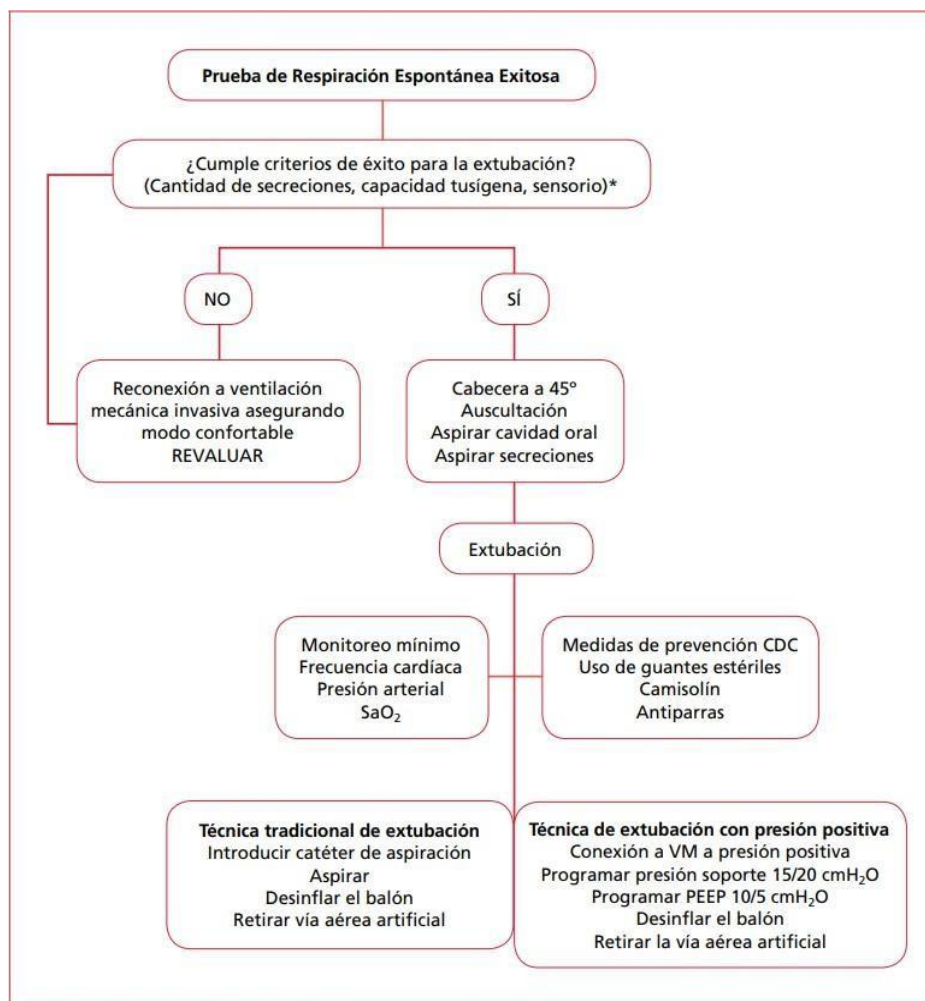 Prueba de Respiración Espontánea Exitosa
¿Cumple criterios de éxito para la extubación?
(Cantidad de secreciones, capacidad tusígena, sensorio)*
NO
SÍ
Reconexión a ventilación
mecánica invasiva asegurando
modo confortable
REVALUAR
Cabecera a 45º
Auscultación
Aspirar cavidad oral
Aspirar secreciones
Extubación
Monitoreo mínimo
Frecuencia cardíaca
Presión arterial
SaO₂
Medidas de prevención CDC
Uso de guantes estériles
Camisolín
Antiparras
Técnica tradicional de extubación
Introducir catéter de aspiración
Aspirar
Desinflar el balón
Retirar vía aérea artificial
Técnica de extubación con presión positiva
Conexión a VM a presión positiva
Programar presión soporte 15/20 cmH₂O
Programar PEEP 10/5 cmH₂O
Desinflar el balón
Retirar la vía aérea artificial